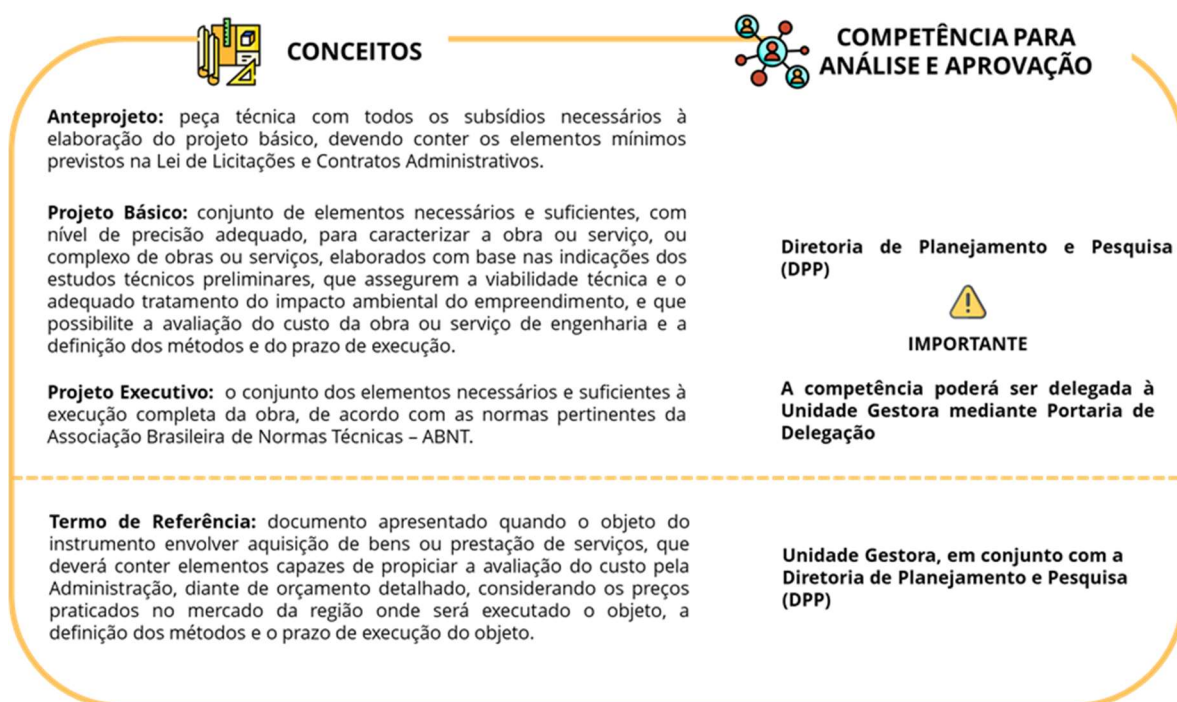 CONCEITOS
Anteprojeto: peça técnica com todos os subsídios necessários à
elaboração do projeto básico, devendo conter os elementos mínimos
previstos na Lei de Licitações e Contratos Administrativos.
Projeto Básico: conjunto de elementos necessários e suficientes, com
nível de precisão adequado, para caracterizar a obra ou serviço, ou
complexo de obras ou serviços, elaborados com base nas indicações dos
estudos técnicos preliminares, que assegurem a viabilidade técnica e o
adequado tratamento do impacto ambiental do empreendimento, e que
possibilite a avaliação do custo da obra ou serviço de engenharia e a
definição dos métodos e do prazo de execução.
Projeto Executivo: o conjunto dos elementos necessários e suficientes à
execução completa da obra, de acordo com as normas pertinentes da
Associação Brasileira de Normas Técnicas – ABNT.
COMPETÊNCIA PARA
ANÁLISE E APROVAÇÃO
Diretoria de Planejamento e Pesquisa
(DPP)
IMPORTANTE
A competência poderá ser delegada à
Unidade Gestora mediante Portaria de
Delegação
Termo de Referência: documento apresentado quando o objeto do
instrumento envolver aquisição de bens ou prestação de serviços, que
deverá conter elementos capazes de propiciar a avaliação do custo pela
Administração, diante de orçamento detalhado, considerando os preços
praticados no mercado da região onde será executado o objeto, a
definição dos métodos e o prazo de execução do objeto.
Unidade Gestora, em conjunto com a
Diretoria de Planejamento e Pesquisa
(DPP)